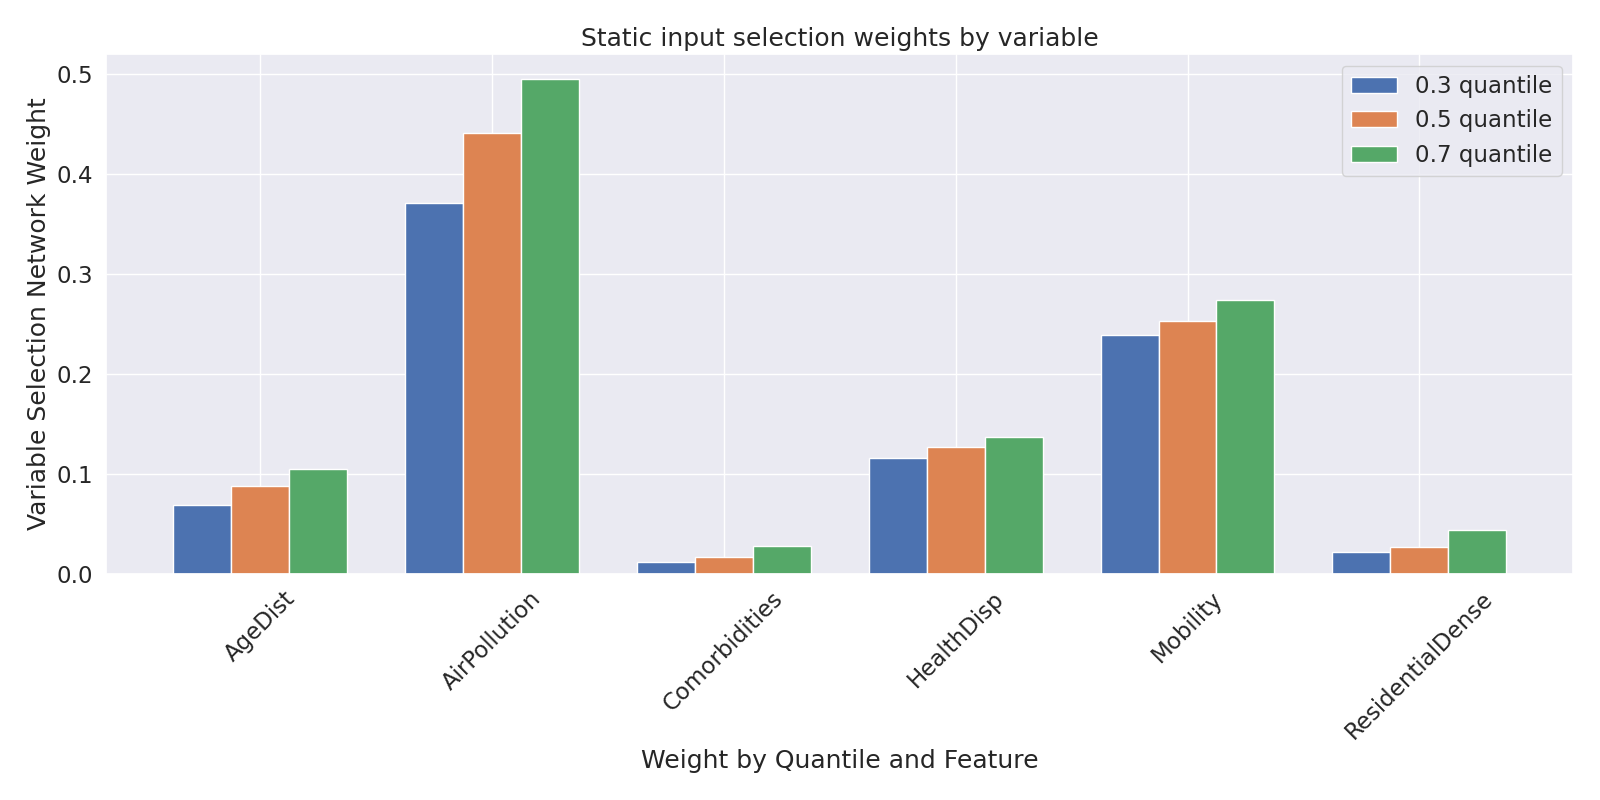 Static input selection weights by variable
Variable Selection Network Weight
0.5
0.4
0.3
0.2
0.1
0.0
0.3 quantile
0.5 quantile
0.7 quantile
AgeDist
AirPollution
Comorbidities
HealthDisp
Mobility
ResidentialDense
Weight by Quantile and Feature